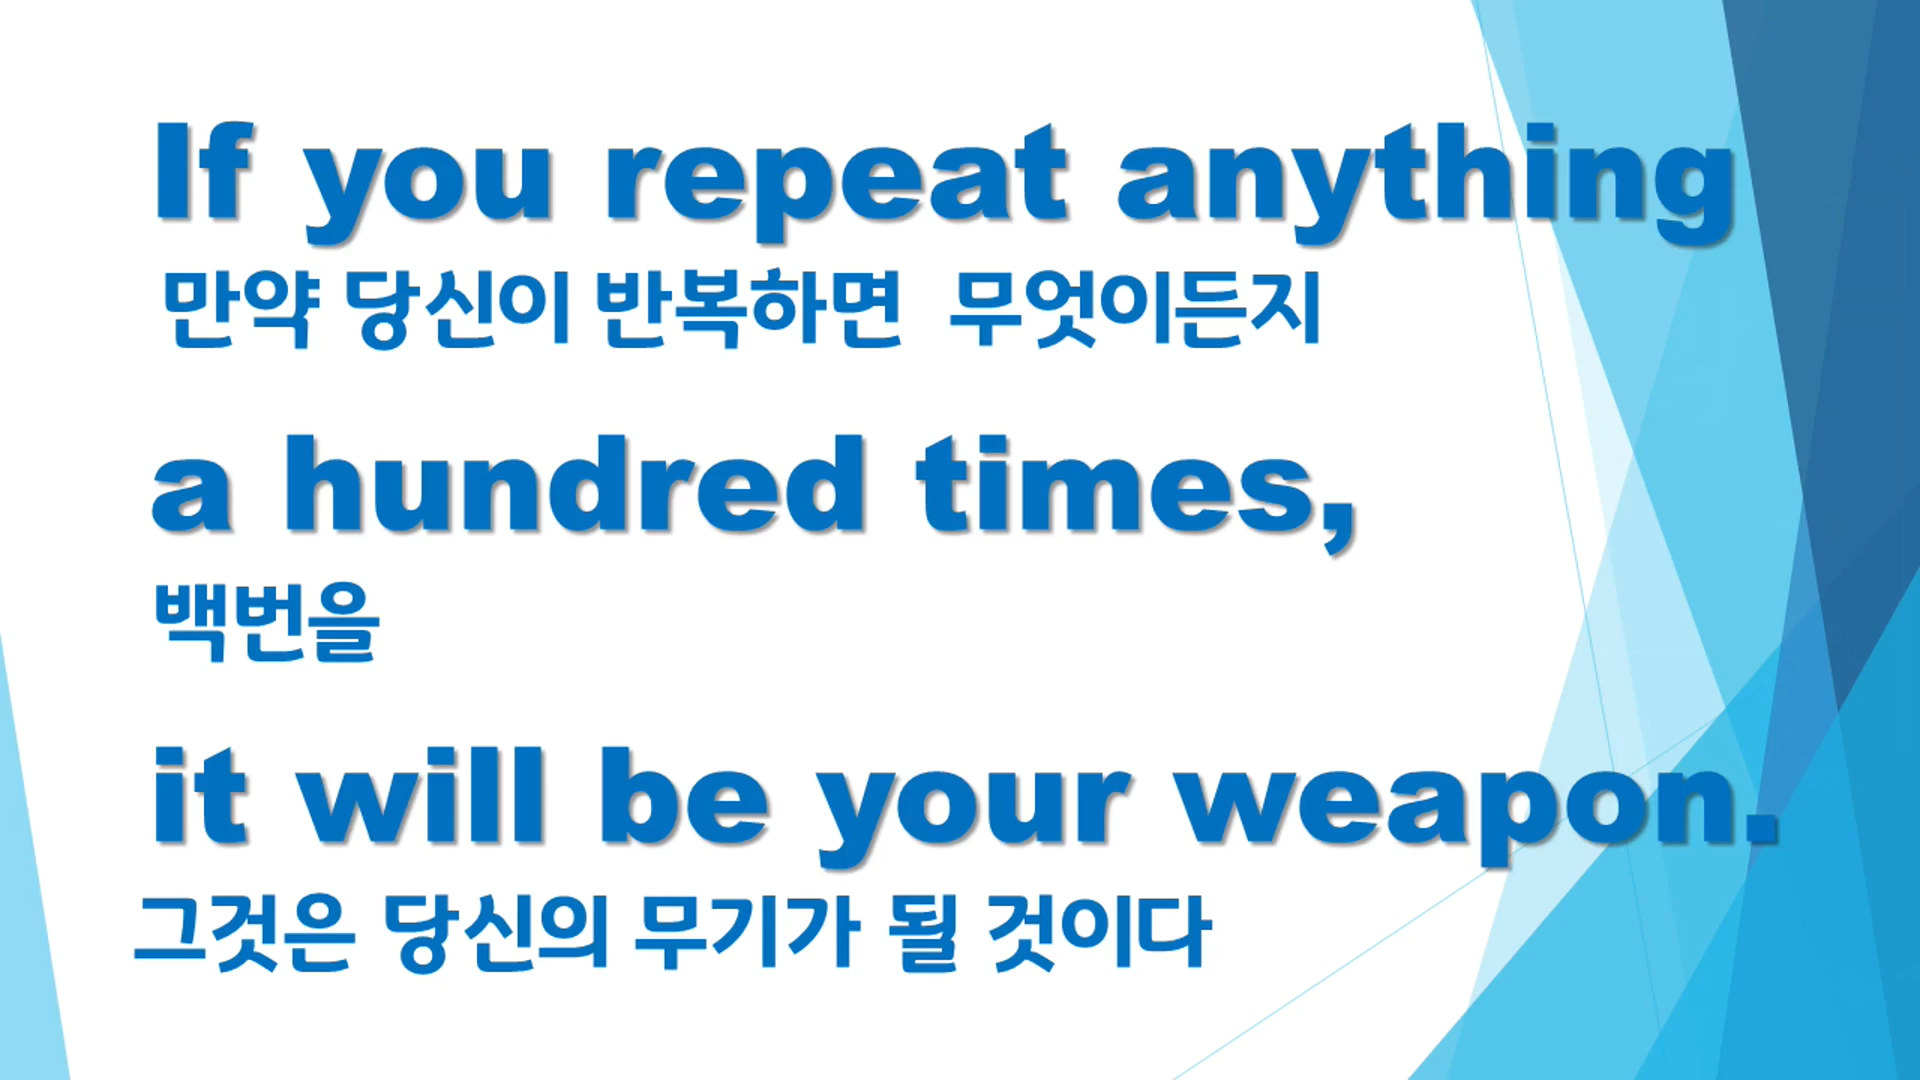 If you repeat anything
만약 당신이 반복하면 무엇이든지
a hundred times,
백번을
it will be your weapon.
그것은 당신의 무기가 될 것이다